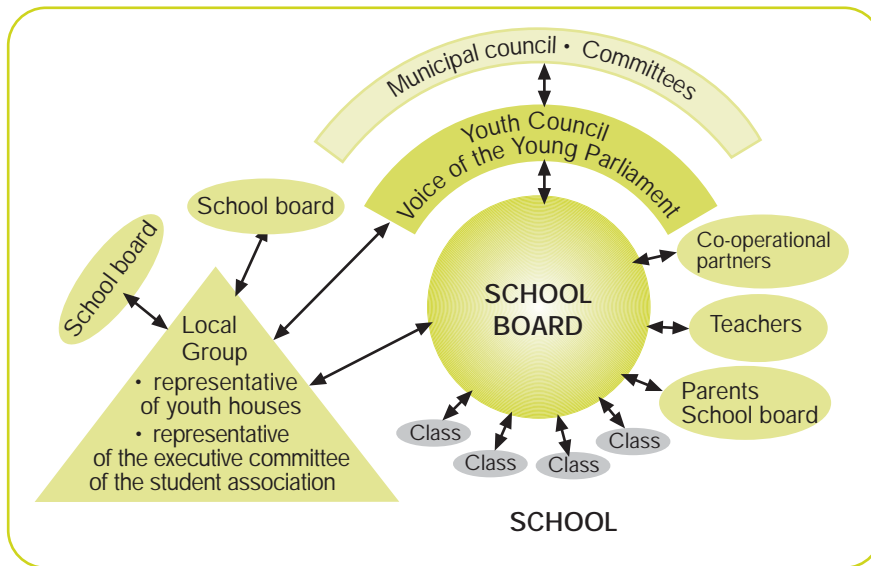 Municipal council · Committees
Youth Council
Voice of the Young Parliament
School board
School board
Local
Group
· representative
of youth houses
· representative
of the executive committee
of the student association
SCHOOL
BOARD
Co-operational
partners
Teachers
Parents
School board
Class
Class
Class
Class
SCHOOL